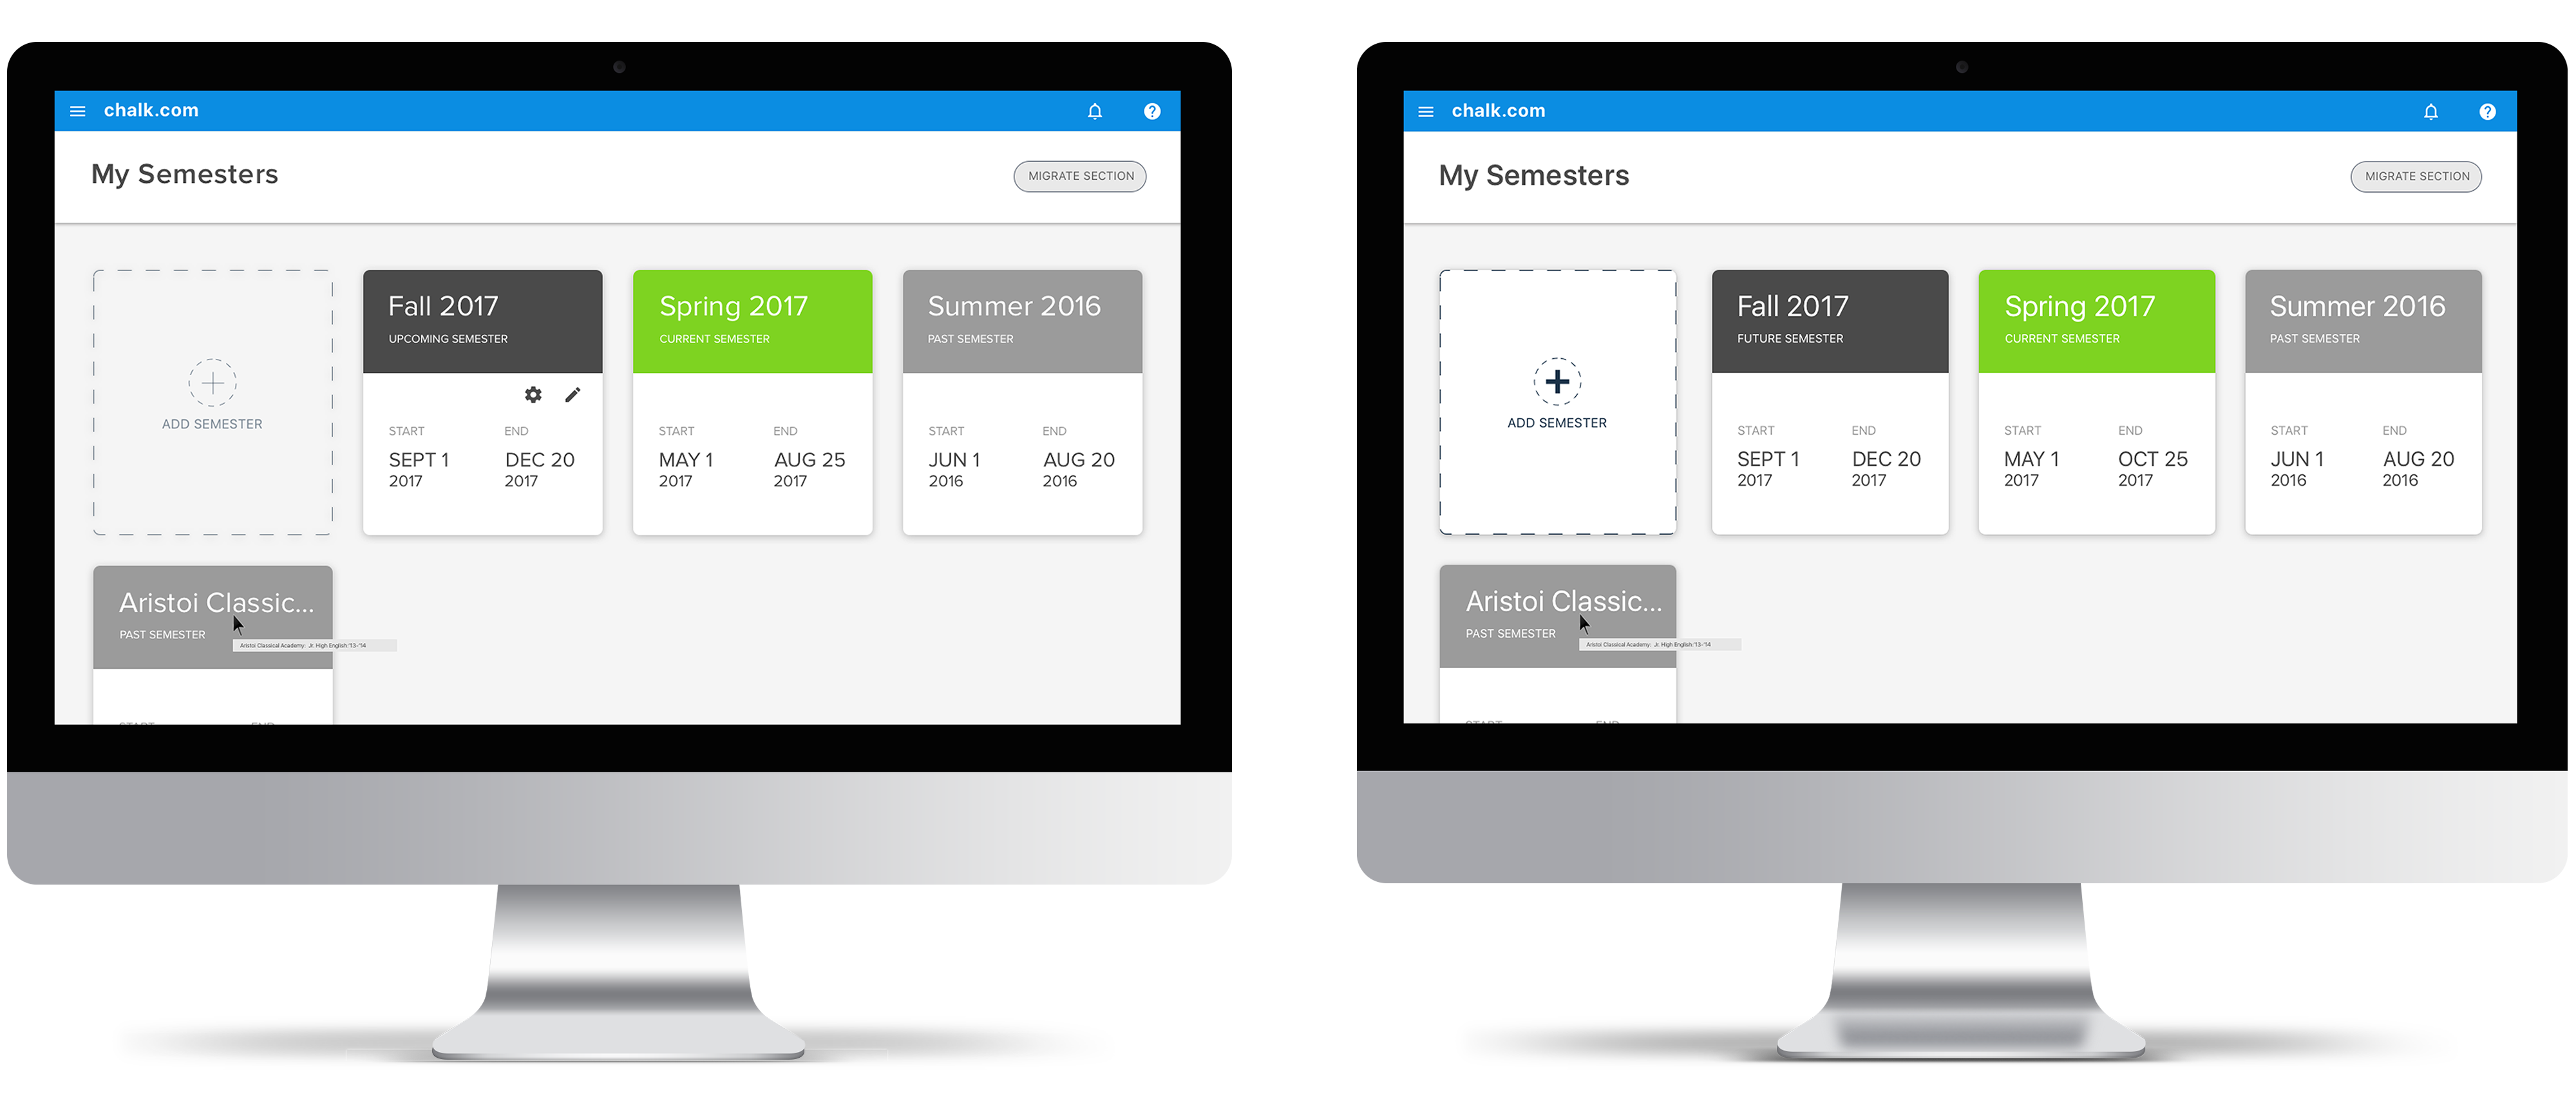 chalk.com
My Semesters
MIGRATE SECTION
Fall 2017
UPCOMING SEMESTER
Spring 2017
CURRENT SEMESTER
Summer 2016
PAST SEMESTER
ADD SEMESTER
START END
SEPT 1 DEC 20
2017 2017
START END
MAY 1 AUG 25
2017 2017
START END
JUN 1 AUG 20
2016 2016
Aristoi Classic...
PAST SEMESTER
Aristoi Classical Academy: Jr. High English '13-'14
START END
chalk.com
My Semesters
MIGRATE SECTION
Fall 2017
FUTURE SEMESTER
Spring 2017
CURRENT SEMESTER
Summer 2016
PAST SEMESTER
ADD SEMESTER
START END
SEPT 1 DEC 20
2017 2017
START END
MAY 1 OCT 25
2017 2017
START END
JUN 1 AUG 20
2016 2016
Aristoi Classic...
PAST SEMESTER
Aristoi Classical Academy: Jr. High English '13-'14
START END